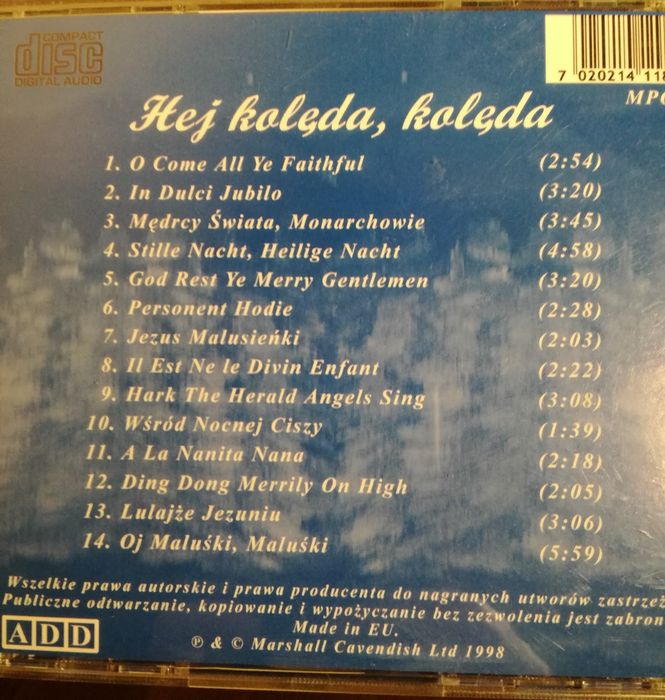 COMPACT
disc
DIGITAL AUDIO
7 020214 118
MPC
Hej kolęda, kolęda
1. O Come All Ye Faithful (2:54)
2. In Dulci Jubilo (3:20)
3. Mędrcy Świata, Monarchowie (3:45)
4. Stille Nacht, Heilige Nacht (4:58)
5. God Rest Ye Merry Gentlemen (3:20)
6. Personent Hodie (2:28)
7. Jezus Malusieńki (2:03)
8. Il Est Ne le Divin Enfant (2:22)
9. Hark The Herald Angels Sing (3:08)
10. Wśród Nocnej Ciszy (1:39)
11. A La Nanita Nana (2:18)
12. Ding Dong Merrily On High (2:05)
13. Lulajże Jezuniu (3:06)
14. Oj Maluśki, Maluśki (5:59)
Wszelkie prawa autorskie i prawa producenta do nagranych utworów zastrzeż
Publiczne odtwarzanie, kopiowanie i wypożyczanie bez zezwolenia jest zabron
Made in EU.
ADD
℗ & © Marshall Cavendish Ltd 1998